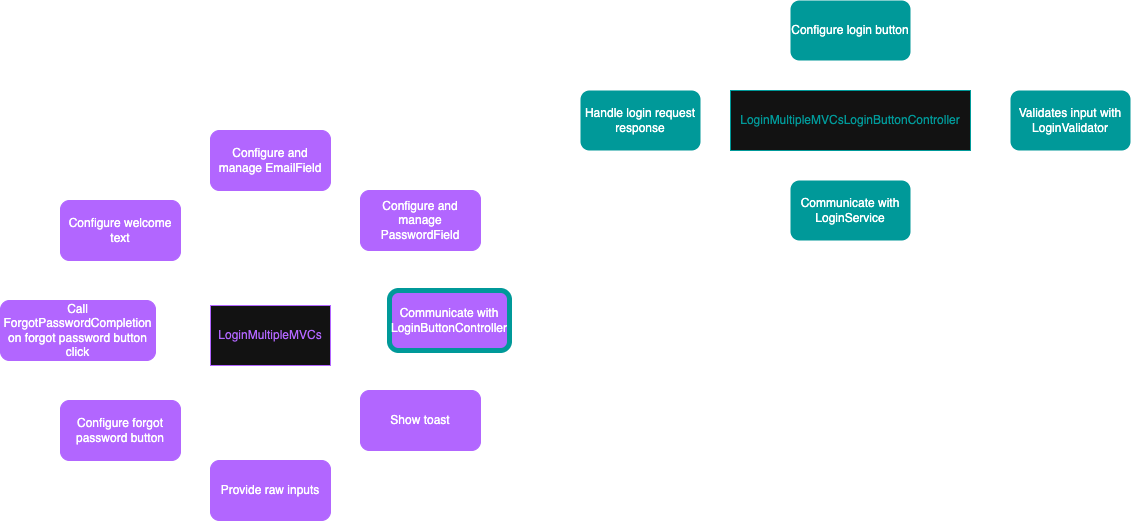 Configure login button
Handle login request
response
LoginMultipleMVCsLoginButtonController
Validates input with
LoginValidator
Communicate with
LoginService
Configure and
manage EmailField
Configure and
manage
PasswordField
Configure welcome
text
Call
ForgotPasswordCompletion
on forgot password button
click
LoginMultipleMVCs
Communicate with
LoginButtonController
Configure forgot
password button
Show toast
Provide raw inputs